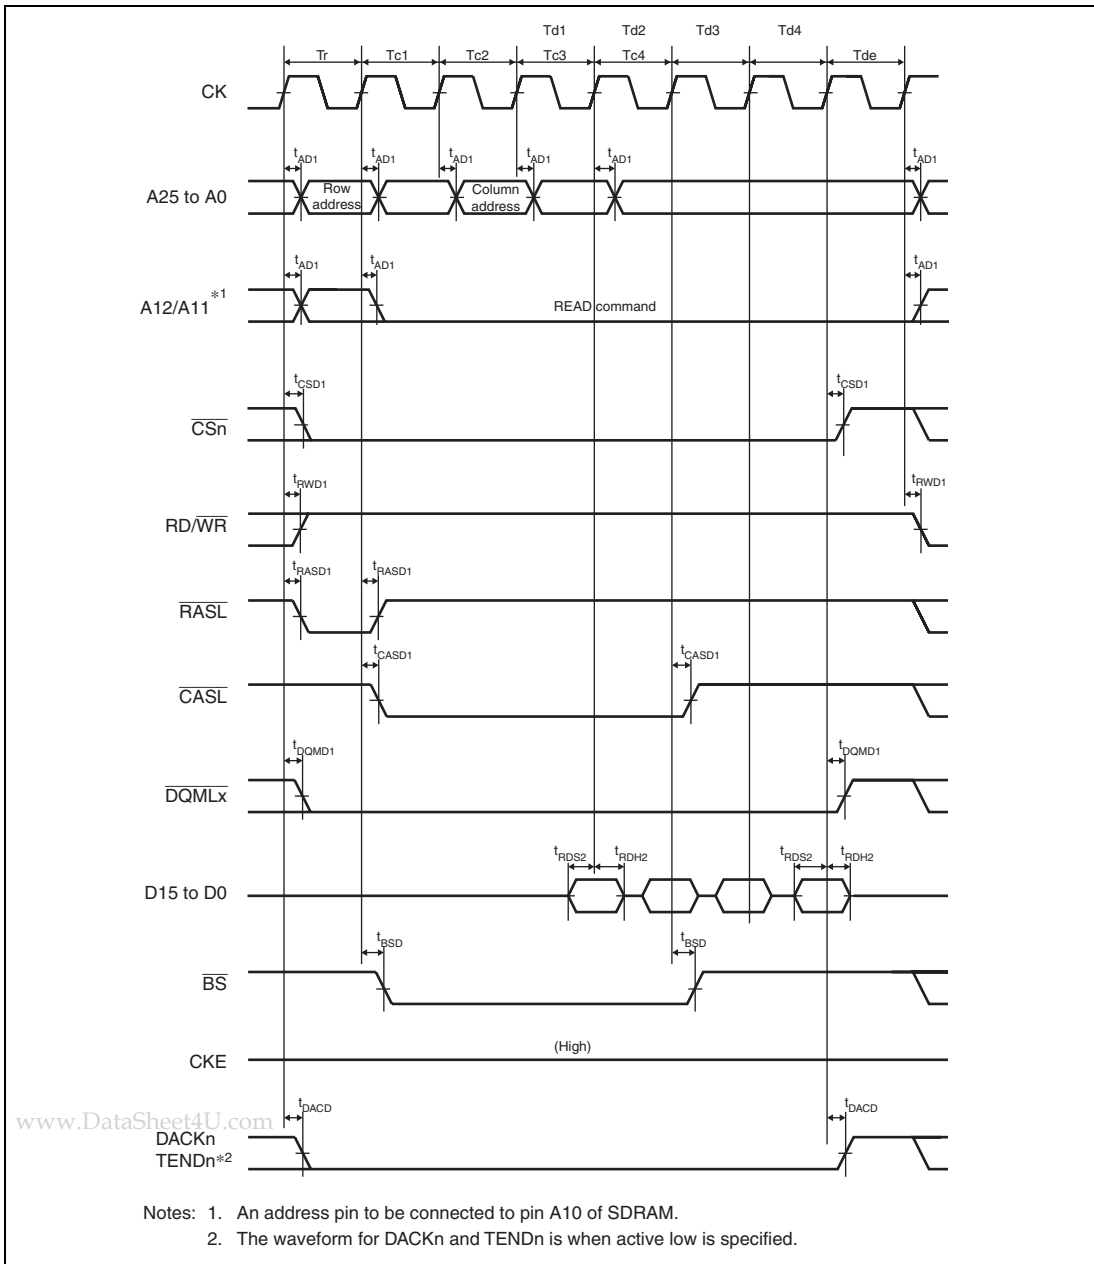 Td1 Td2 Td3 Td4
Tr Tc1 Tc2 Tc3 Tc4 Tde
CK
tAD1 tAD1 tAD1 tAD1 tAD1 tAD1
A25 to A0 Row address Column address
tAD1 tAD1 tAD1
A12/A11*1 READ command
tCSD1 tCSD1
CSn
tRWD1 tRWD1
RD/WR
tRASD1 tRASD1
RASL
tCASD1 tCASD1
CASL
tDQMD1 tDQMD1
DQMLx
tRDS2 tRDH2 tRDS2 tRDH2
D15 to D0
tBSD tBSD
BS
(High)
CKE
tDACD tDACD
www.DataSheet4U.com
DACKn
TENDn*2
Notes: 1. An address pin to be connected to pin A10 of SDRAM.
2. The waveform for DACKn and TENDn is when active low is specified.